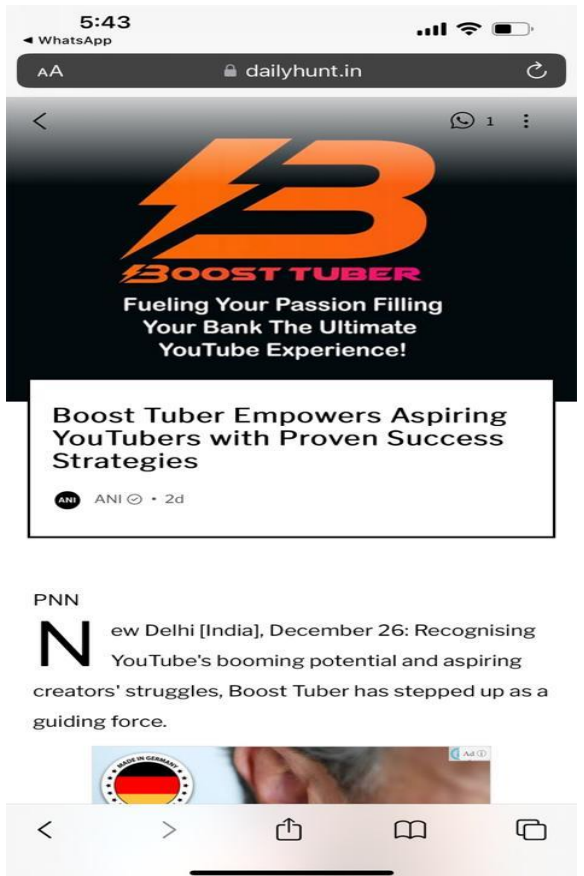 5:43
◀ WhatsApp
AA
dailyhunt.in
1
BOOST TUBER
Fueling Your Passion Filling
Your Bank The Ultimate
YouTube Experience!
Boost Tuber Empowers Aspiring
YouTubers with Proven Success
Strategies
ANI
ANI • 2d
PNN
New Delhi [India], December 26: Recognising
YouTube's booming potential and aspiring
creators' struggles, Boost Tuber has stepped up as a
guiding force.
MADE IN GERMANY
Ad